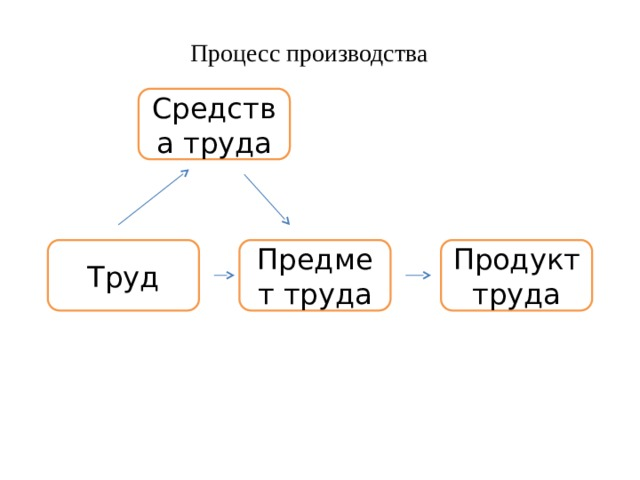 Процесс производства
Средств
а труда
Труд
Предме
т труда
Продукт
труда